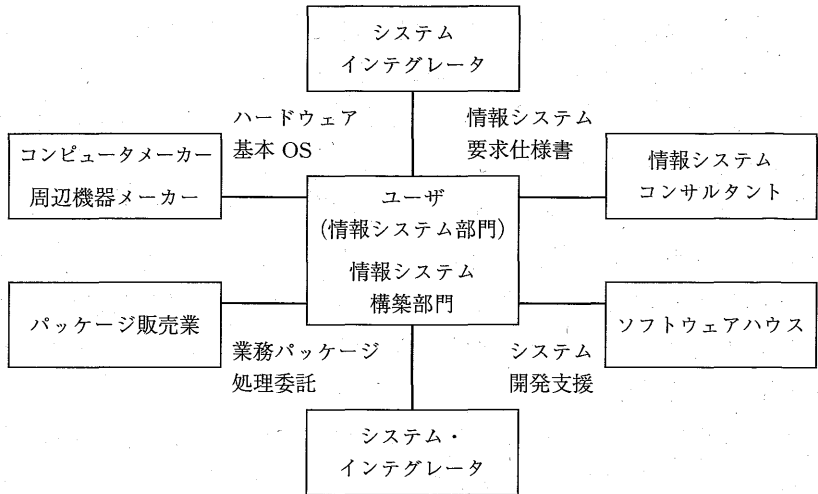 システム
インテグレータ
ハードウェア
基本 OS
情報システム
要求仕様書
コンピュータメーカー
周辺機器メーカー
ユーザ
(情報システム部門)
情報システム
構築部門
情報システム
コンサルタント
パッケージ販売業
ソフトウェアハウス
業務パッケージ
処理委託
システム
開発支援
システム・
インテグレータ